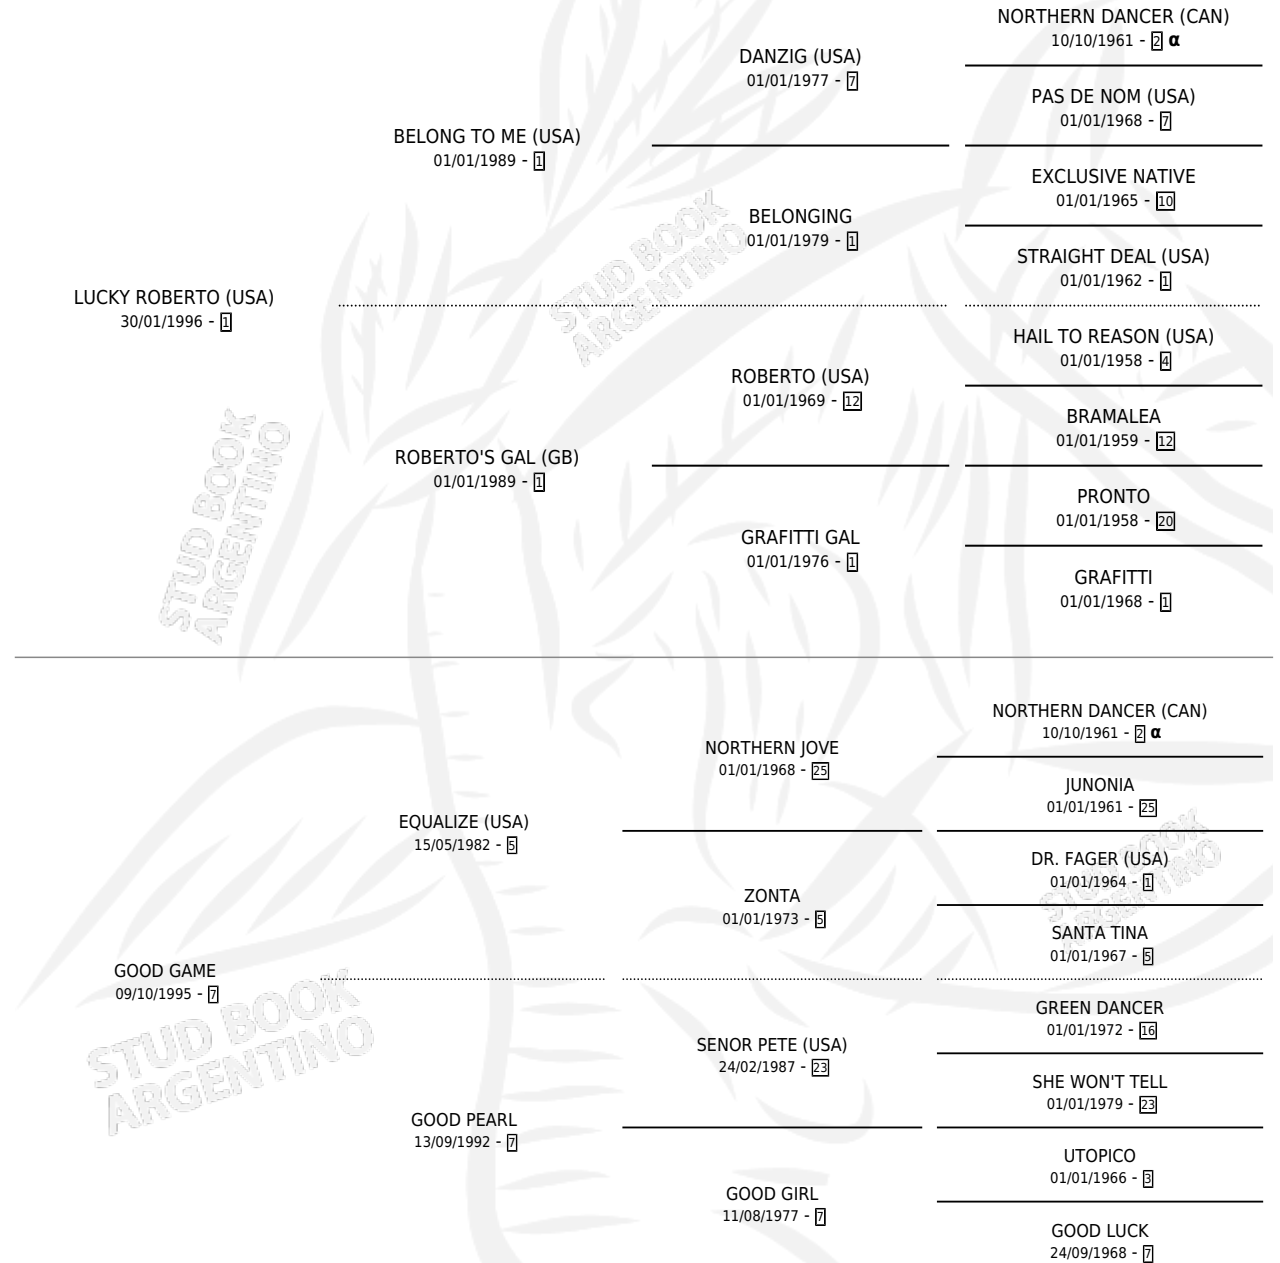 NORTHERN DANCER (CAN)
10/10/1961 - 2 α
DANZIG (USA)
01/01/1977 - 7
PAS DE NOM (USA)
01/01/1968 - 7
BELONG TO ME (USA)
01/01/1989 - 1
EXCLUSIVE NATIVE
01/01/1965 - 10
BELONGING
01/01/1979 - 1
STRAIGHT DEAL (USA)
01/01/1962 - 1
LUCKY ROBERTO (USA)
30/01/1996 - 1
HAIL TO REASON (USA)
01/01/1958 - 4
ROBERTO (USA)
01/01/1969 - 12
BRAMALEA
01/01/1959 - 12
ROBERTO'S GAL (GB)
01/01/1989 - 1
PRONTO
01/01/1958 - 20
GRAFITTI GAL
01/01/1976 - 1
GRAFITTI
01/01/1968 - 1
NORTHERN DANCER (CAN)
10/10/1961 - 2 α
NORTHERN JOVE
01/01/1968 - 25
JUNONIA
01/01/1961 - 25
EQUALIZE (USA)
15/05/1982 - 5
DR. FAGER (USA)
01/01/1964 - 1
ZONTA
01/01/1973 - 5
SANTA TINA
01/01/1967 - 5
GOOD GAME
09/10/1995 - 7
GREEN DANCER
01/01/1972 - 16
SENOR PETE (USA)
24/02/1987 - 23
SHE WON'T TELL
01/01/1979 - 23
GOOD PEARL
13/09/1992 - 7
UTOPICO
01/01/1966 - 3
GOOD GIRL
11/08/1977 - 7
GOOD LUCK
24/09/1968 - 7
STUD BOOK
ARGENTINO
STUD BOOK
ARGENTINO
STUD BOOK
ARGENTINO
STUD BOOK
ARGENTINO